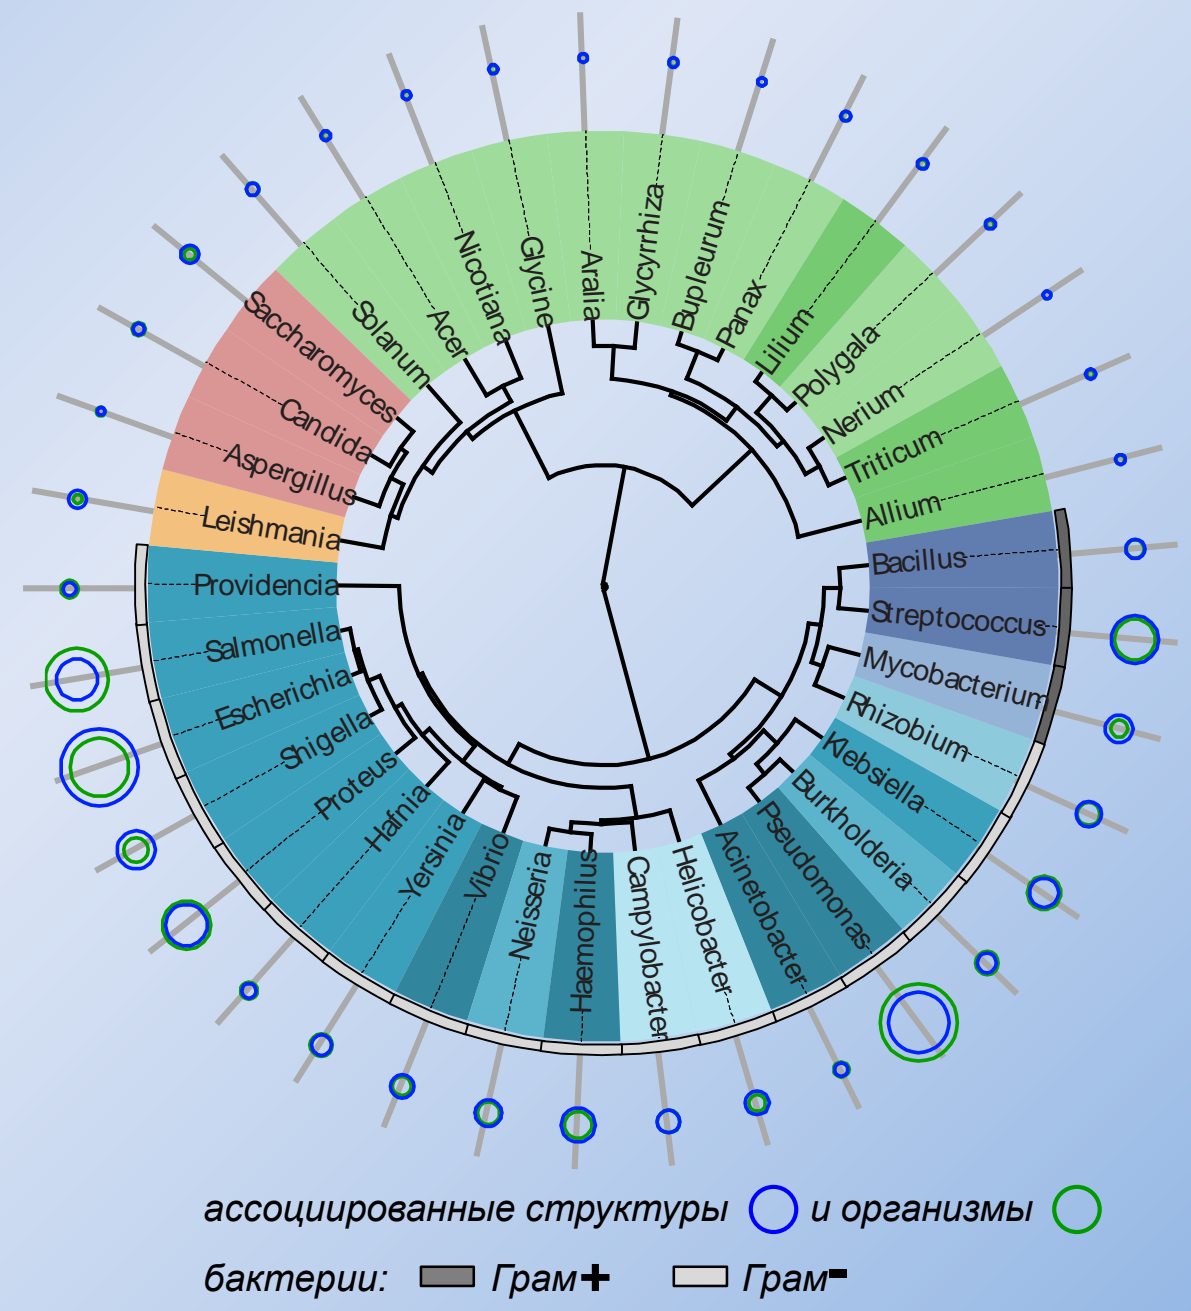 Aralia
Glycyrrhiza
Bupleurum
Panax
Lilium
Polygala
Nerium
Triticum
Allium
Bacillus
Streptococcus
Mycobacterium
Rhizobium
Klebsiella
Burkholderia
Pseudomonas
Acinetobacter
Helicobacter
Campylobacter
Haemophilus
Neisseria
Vibrio
Yersinia
Hafnia
Proteus
Shigella
Escherichia
Salmonella
Providencia
Leishmania
Aspergillus
Candida
Saccharomyces
Solanum
Acer
Nicotiana
Glycine
ассоциированные структуры и организмы
бактерии: Грам+ Грам-